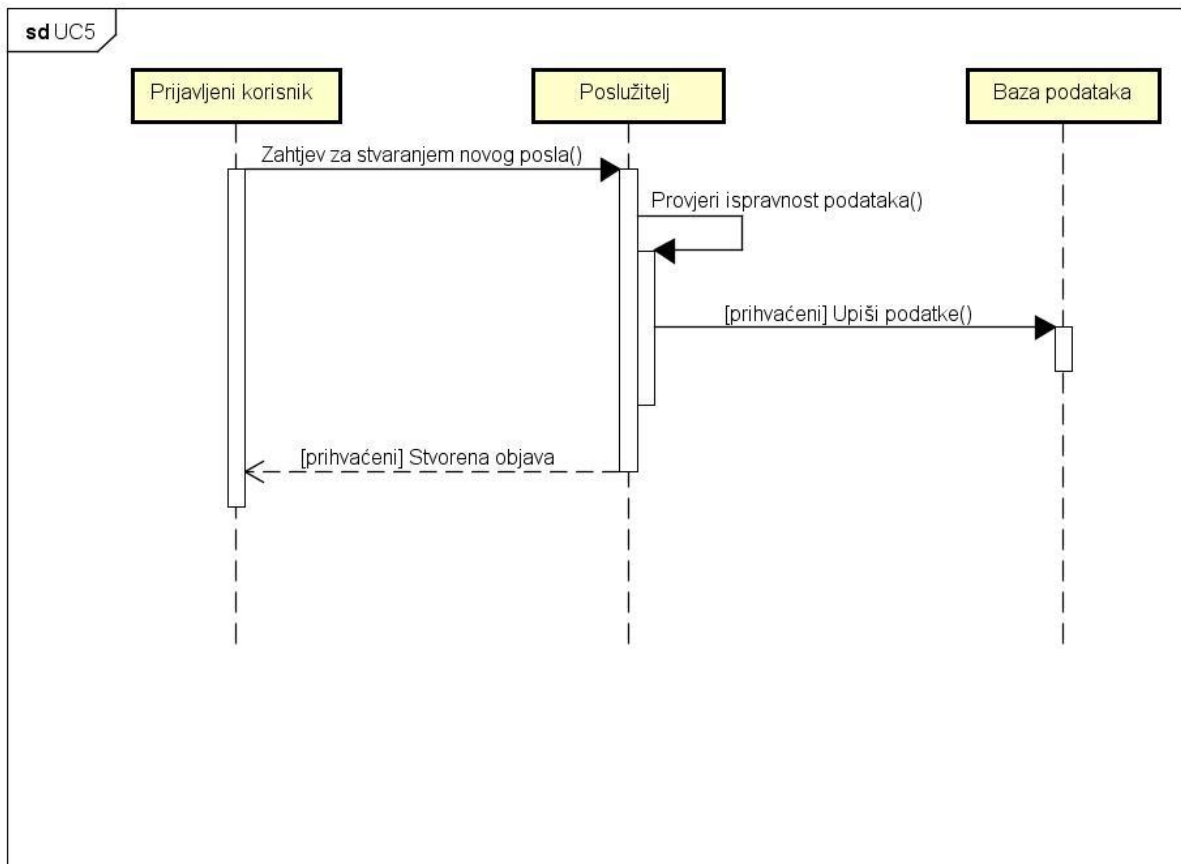 sd UC5
Prijavljeni korisnik
Poslužitelj
Baza podataka
Zahtjev za stvaranjem novog posla()
Provjeri ispravnost podataka()
[prihvaćeni] Upiši podatke()
[prihvaćeni] Stvorena objava